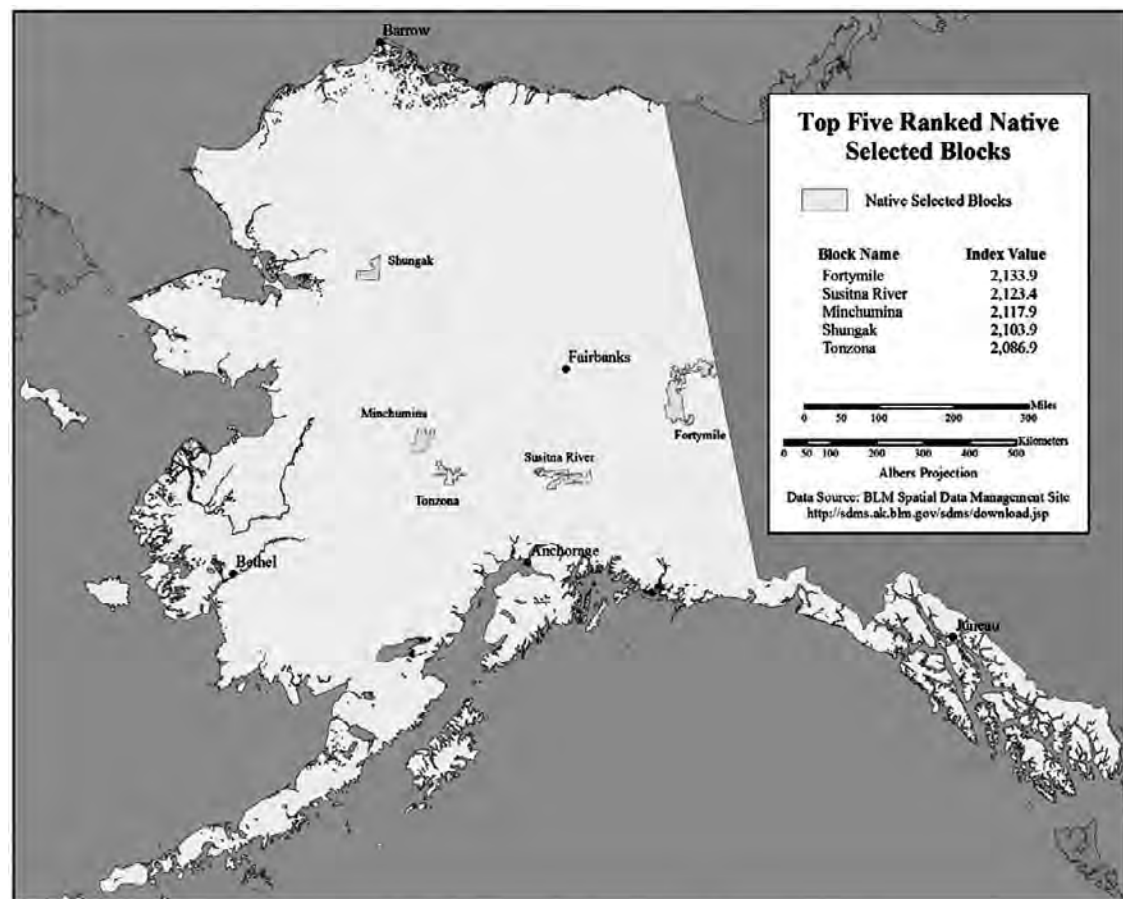 Barrow
Top Five Ranked Native
Selected Blocks
Native Selected Blocks
Block Name Index Value
Fortymile 2,133.9
Susitna River 2,123.4
Minchumina 2,117.9
Shungak 2,103.9
Tonzona 2,086.9
Miles
0 50 100 200 300
Kilometers
0 50 100 200 300 400 500
Albers Projection
Data Source: BLM Spatial Data Management Site
http://sdms.ak.blm.gov/sdms/download.jsp
Shungak
Fairbanks
Minchumina
Fortymile
Susitna River
Tonzona
Anchorage
Bethel
Juneau